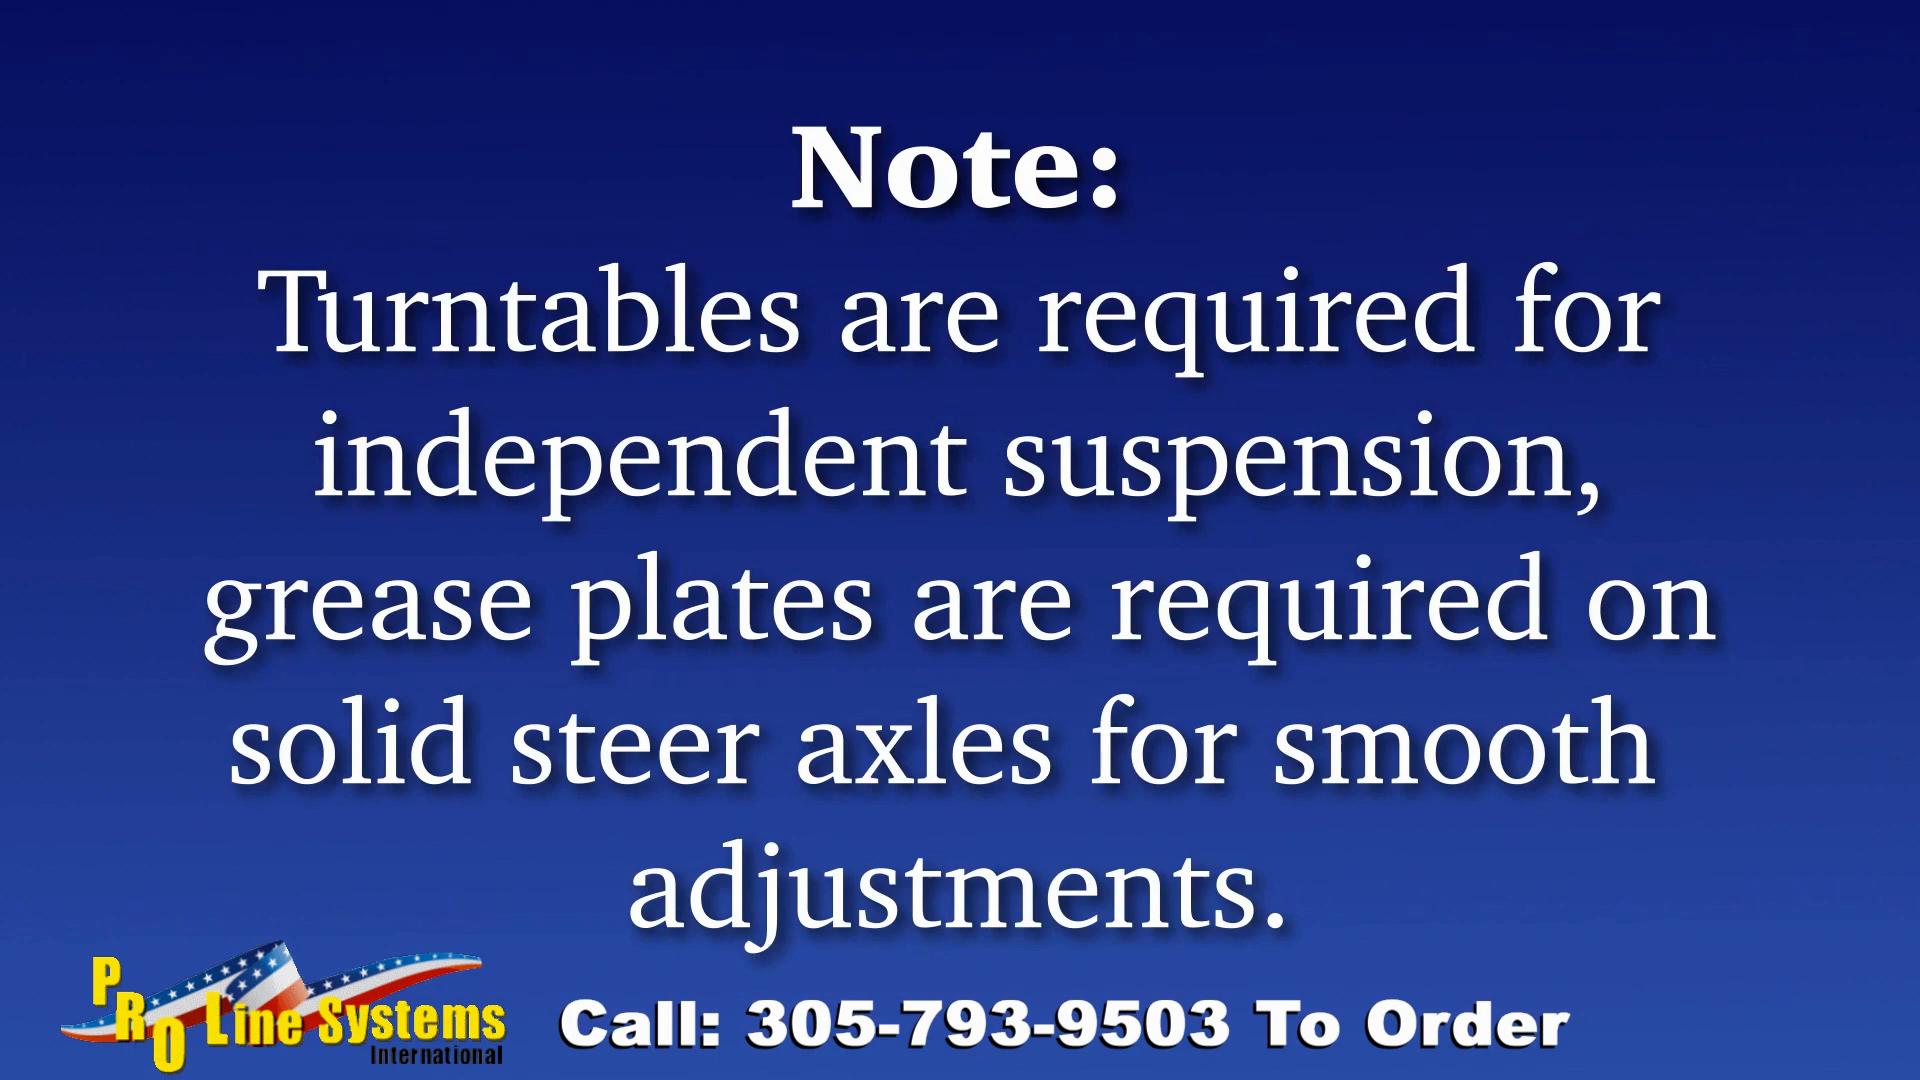 Note:
Turntables are required for
independent suspension,
grease plates are required on
solid steer axles for smooth
adjustments.
PRO Line Systems
International
Call: 305-793-9503 To Order